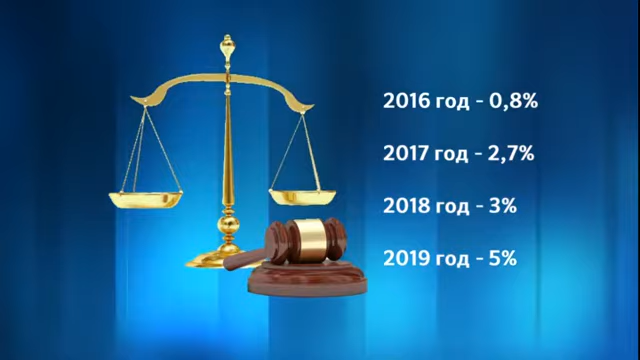 2016 год - 0,8%
2017 год - 2,7%
2018 год - 3%
2019 год - 5%